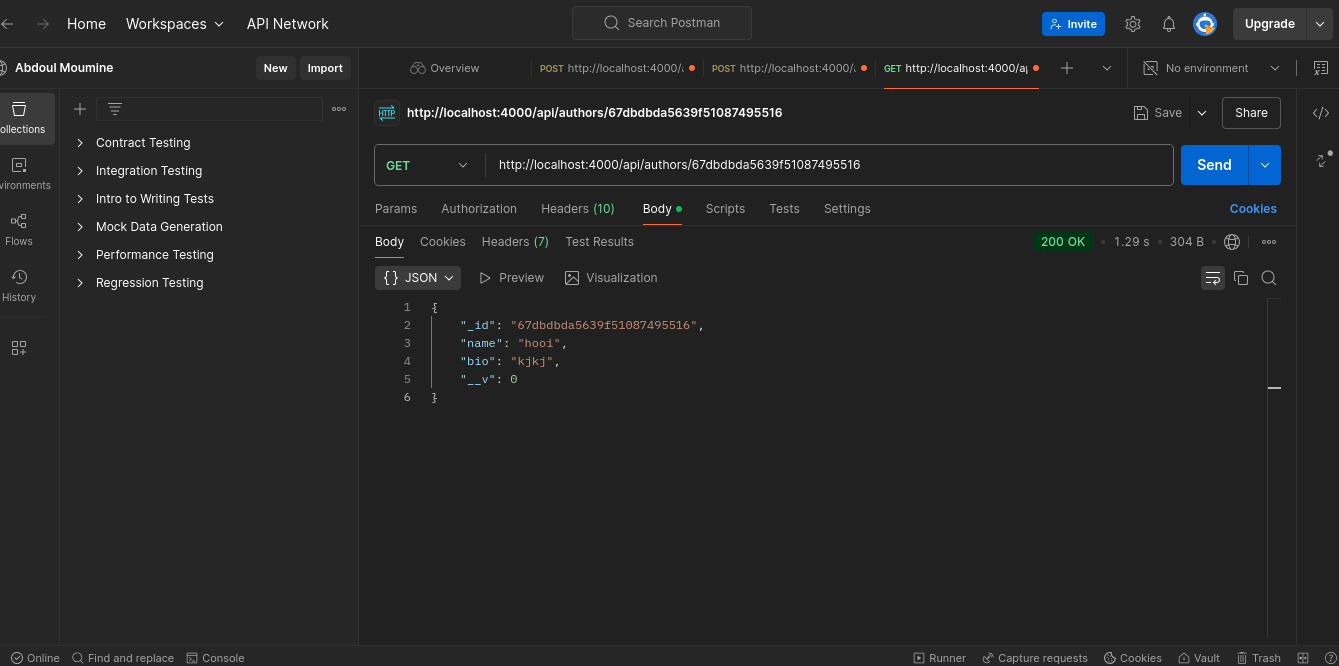 Home Workspaces API Network Search Postman Invite Upgrade
Abdoul Moumine New Import Overview POST http://localhost:4000/ POST http://localhost:4000/ GET http://localhost:4000/a No environment
ollections
vironments
Flows
History
Contract Testing
Integration Testing
Intro to Writing Tests
Mock Data Generation
Performance Testing
Regression Testing
HTTP http://localhost:4000/api/authors/67dbdbda5639f51087495516 Save Share
GET http://localhost:4000/api/authors/67dbdbda5639f51087495516 Send
Params Authorization Headers (10) Body Scripts Tests Settings Cookies
Body Cookies Headers (7) Test Results 200 OK • 1.29 s • 304 B
{} JSON Preview Visualization
1 {
2 "_id": "67dbdbda5639f51087495516",
3 "name": "hooi",
4 "bio": "kjkj",
5 "__v": 0
6 }
Online Find and replace Console Runner Capture requests Cookies Vault Trash